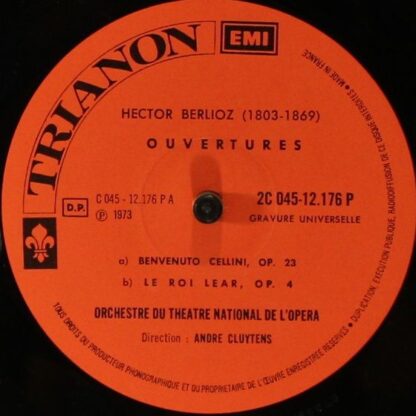 TRIANON
EMI
HECTOR BERLIOZ (1803-1869)
OUVERTURES
D.P.
C 045 - 12.176 P A
℗ 1973
2C 045-12.176 P
GRAVURE UNIVERSELLE
a) BENVENUTO CELLINI, OP. 23
b) LE ROI LEAR, OP. 4
ORCHESTRE DU THEATRE NATIONAL DE L'OPERA
Direction : ANDRE CLUYTENS
TOUS DROITS DU PRODUCTEUR PHONOGRAPHIQUE ET DU PROPRIETAIRE DE L'ŒUVRE ENREGISTREE RESERVES ● DUPLICATION, EXECUTION PUBLIQUE, RADIODIFFUSION DE CE DISQUE INTERDITES ● MADE IN FRANCE